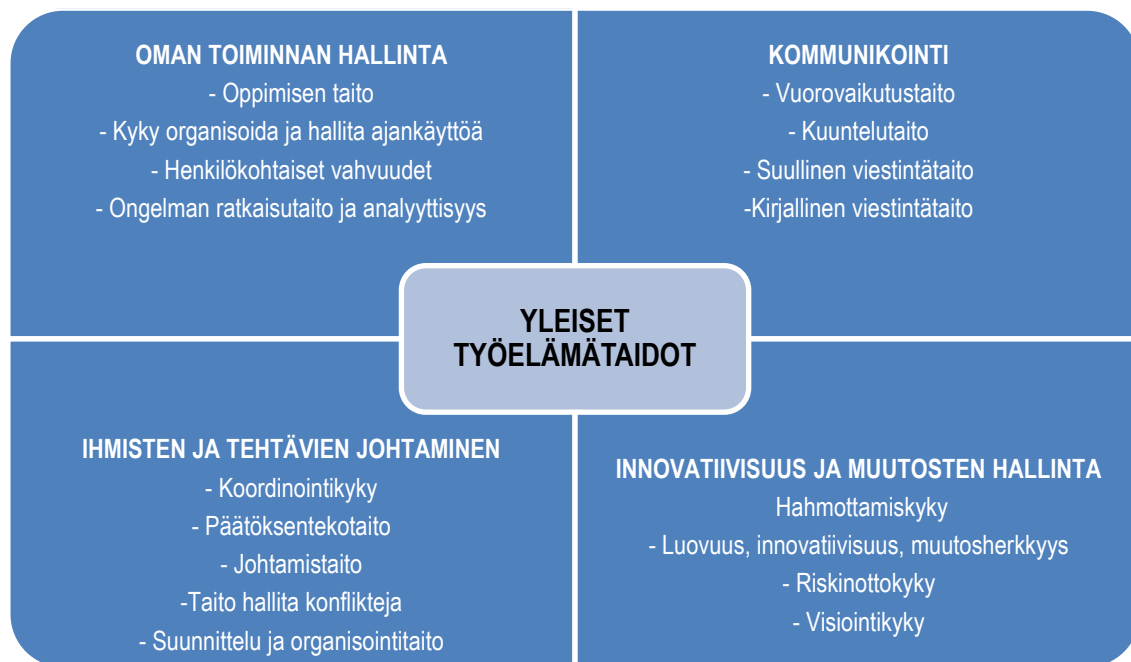 OMAN TOIMINNAN HALLINTA
- Oppimisen taito
- Kyky organisoida ja hallita ajankäyttöä
- Henkilökohtaiset vahvuudet
- Ongelman ratkaisutaito ja analyyttisyys
KOMMUNIKOINTI
- Vuorovaikutustaito
- Kuuntelutaito
- Suullinen viestintätaito
-Kirjallinen viestintätaito
YLEISET
TYÖELÄMÄTAIDOT
IHMISTEN JA TEHTÄVIEN JOHTAMINEN
- Koordinointikyky
- Päätöksentekotaito
- Johtamistaito
-Taito hallita konflikteja
- Suunnittelu ja organisointitaito
INNOVATIIVISUUS JA MUUTOSTEN HALLINTA
Hahmottamiskyky
- Luovuus, innovatiivisuus, muutosherkkyys
- Riskinottokyky
- Visiointikyky